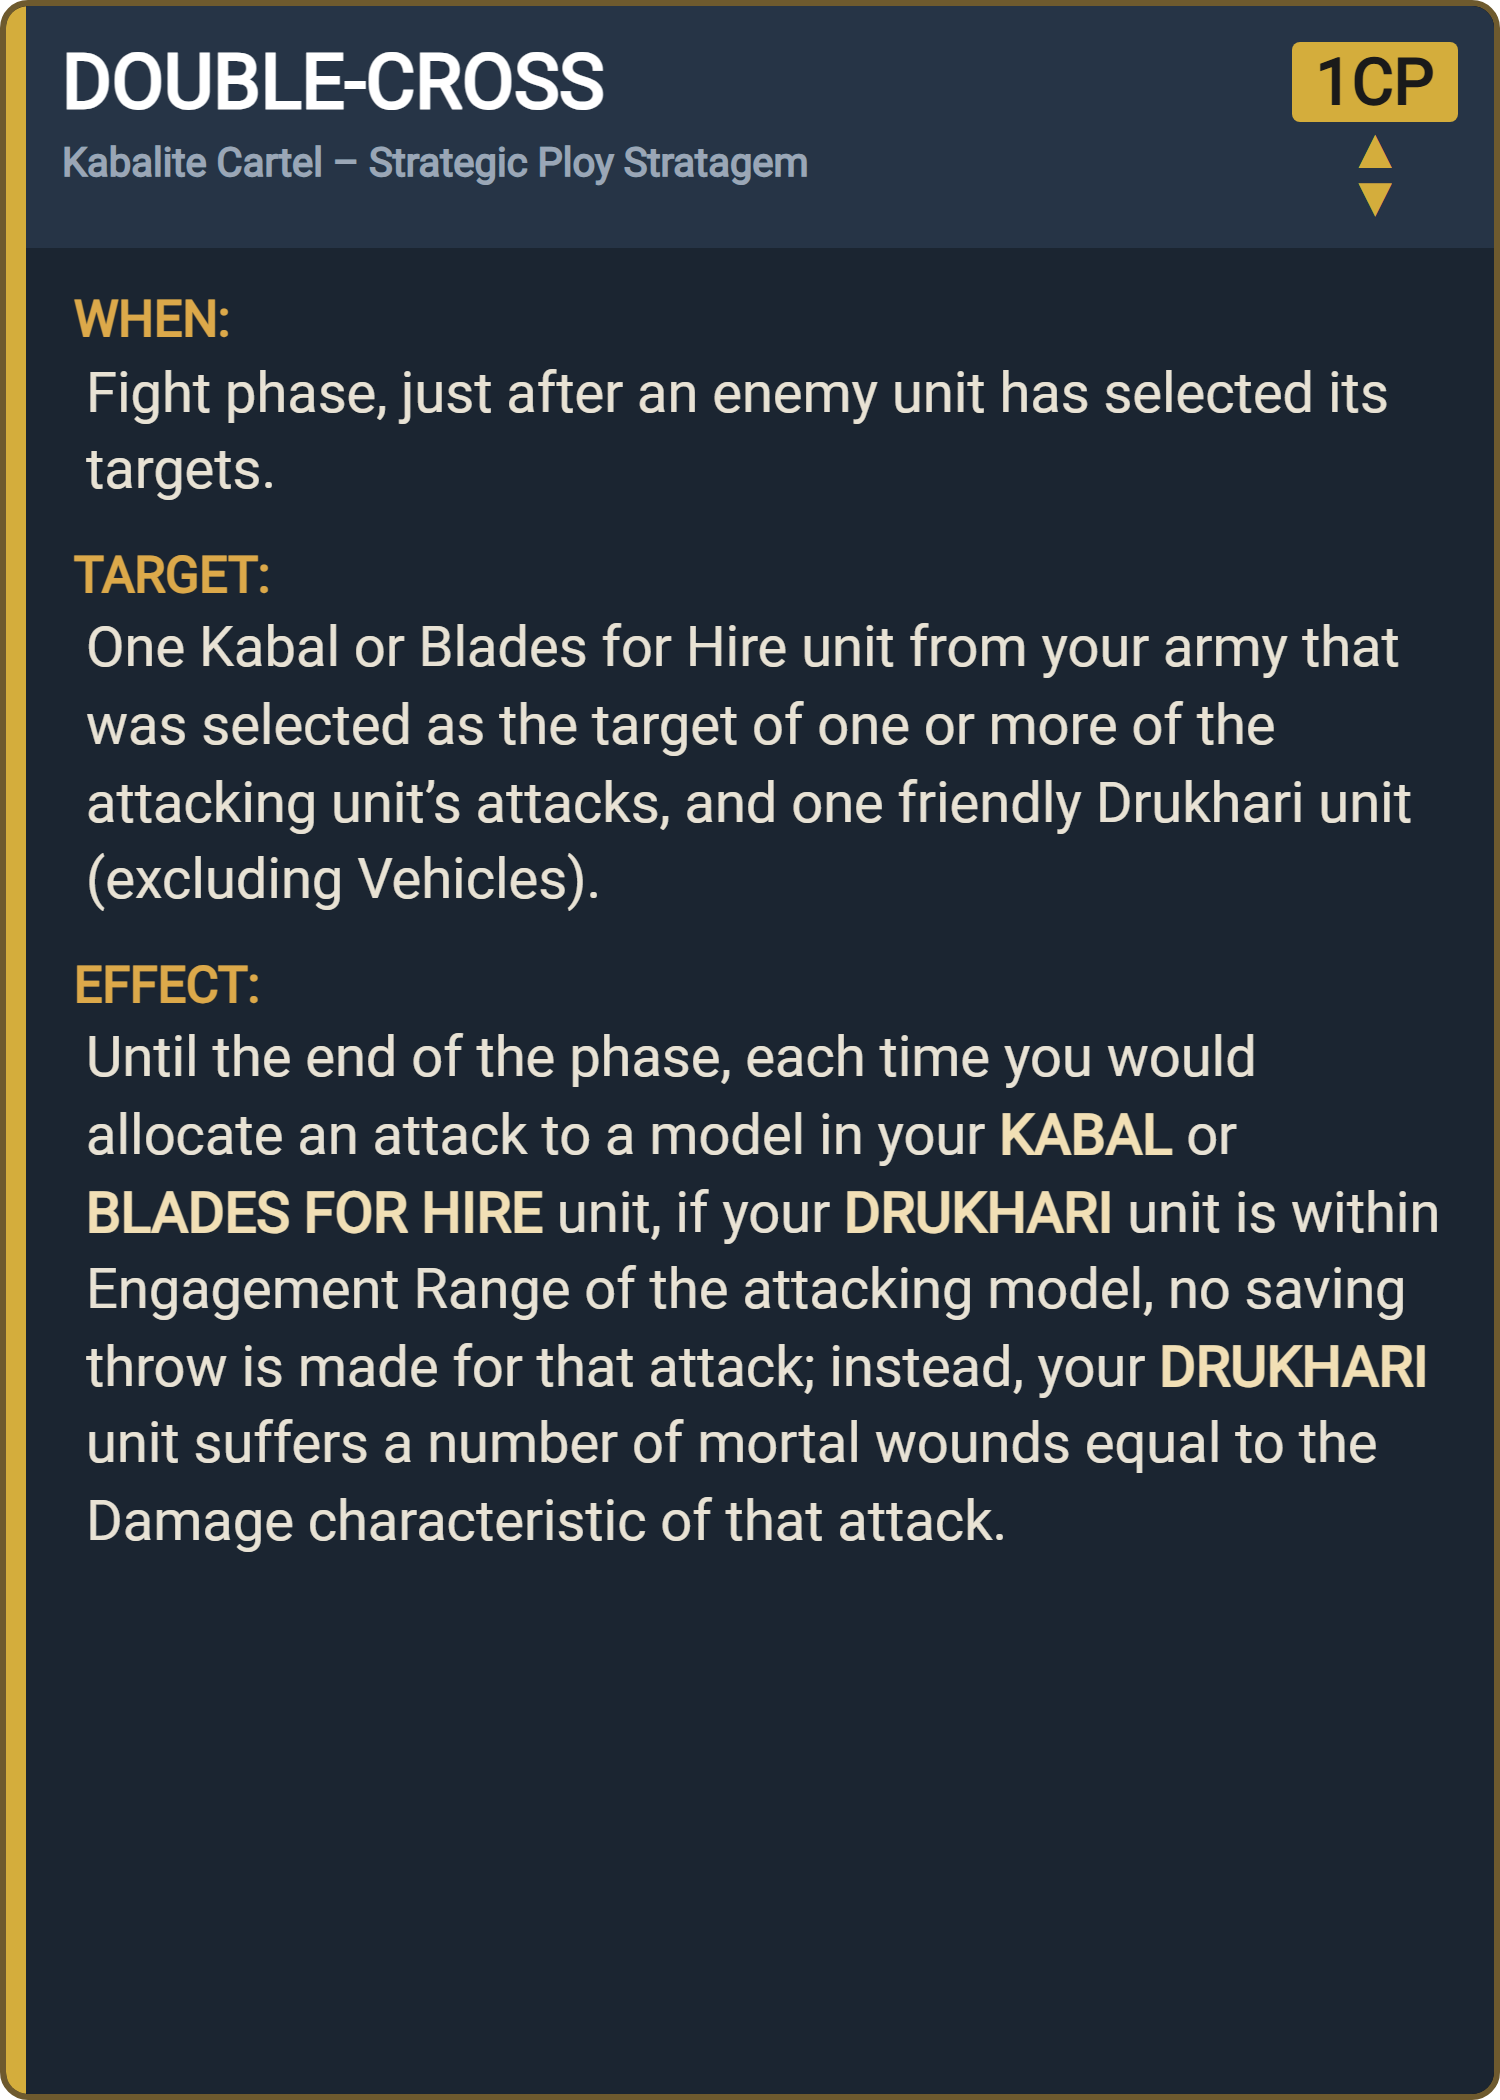 DOUBLE-CROSS
1CP
Kabalite Cartel – Strategic Ploy Stratagem
WHEN:
Fight phase, just after an enemy unit has selected its
targets.
TARGET:
One Kabal or Blades for Hire unit from your army that
was selected as the target of one or more of the
attacking unit’s attacks, and one friendly Drukhari unit
(excluding Vehicles).
EFFECT:
Until the end of the phase, each time you would
allocate an attack to a model in your KABAL or
BLADES FOR HIRE unit, if your DRUKHARI unit is within
Engagement Range of the attacking model, no saving
throw is made for that attack; instead, your DRUKHARI
unit suffers a number of mortal wounds equal to the
Damage characteristic of that attack.